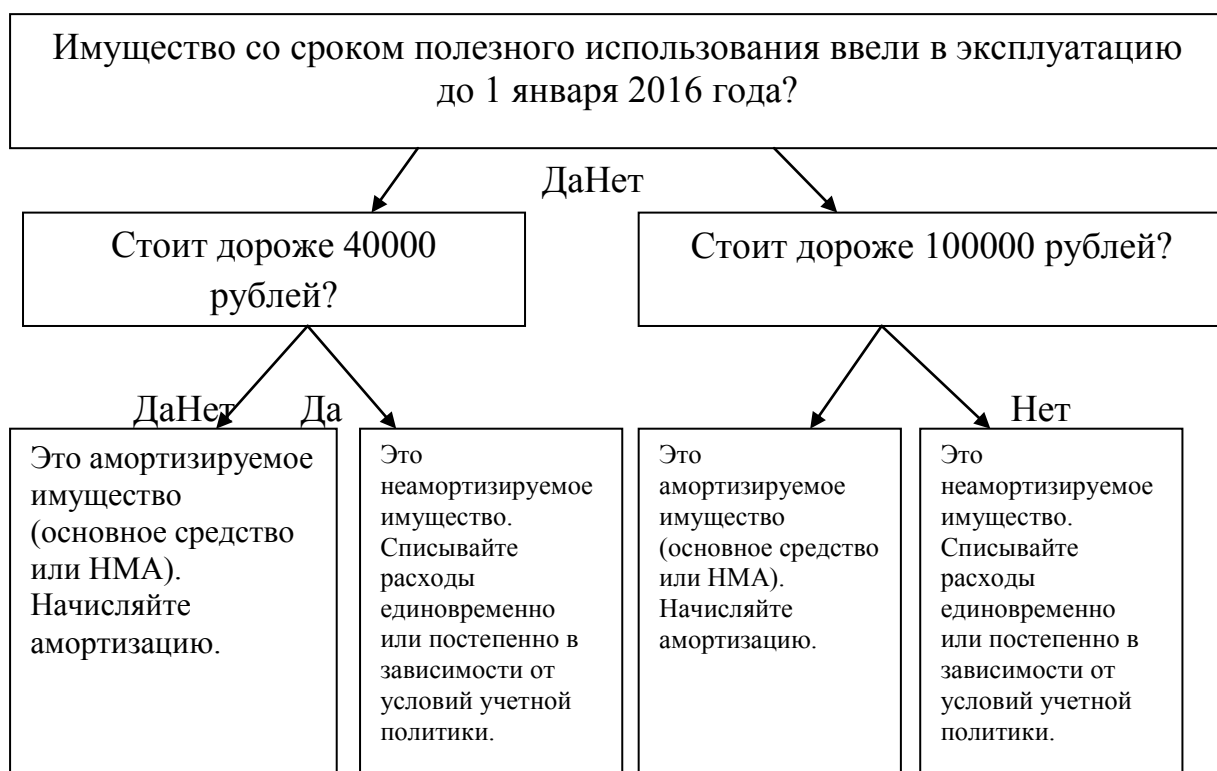 Имущество со сроком полезного использования ввели в эксплуатацию
до 1 января 2016 года?
ДаНет
Стоит дороже 40000
рублей?
Стоит дороже 100000 рублей?
ДаНет
Да
Нет
Это амортизируемое
имущество
(основное средство
или НМА).
Начисляйте
амортизацию.
Это
неамортизируемое
имущество.
Списывайте
расходы
единовременно
или постепенно в
зависимости от
условий учетной
политики.
Это
амортизируемое
имущество
(основное средство
или НМА).
Начисляйте
амортизацию.
Это
неамортизируемое
имущество.
Списывайте
расходы
единовременно
или постепенно в
зависимости от
условий учетной
политики.